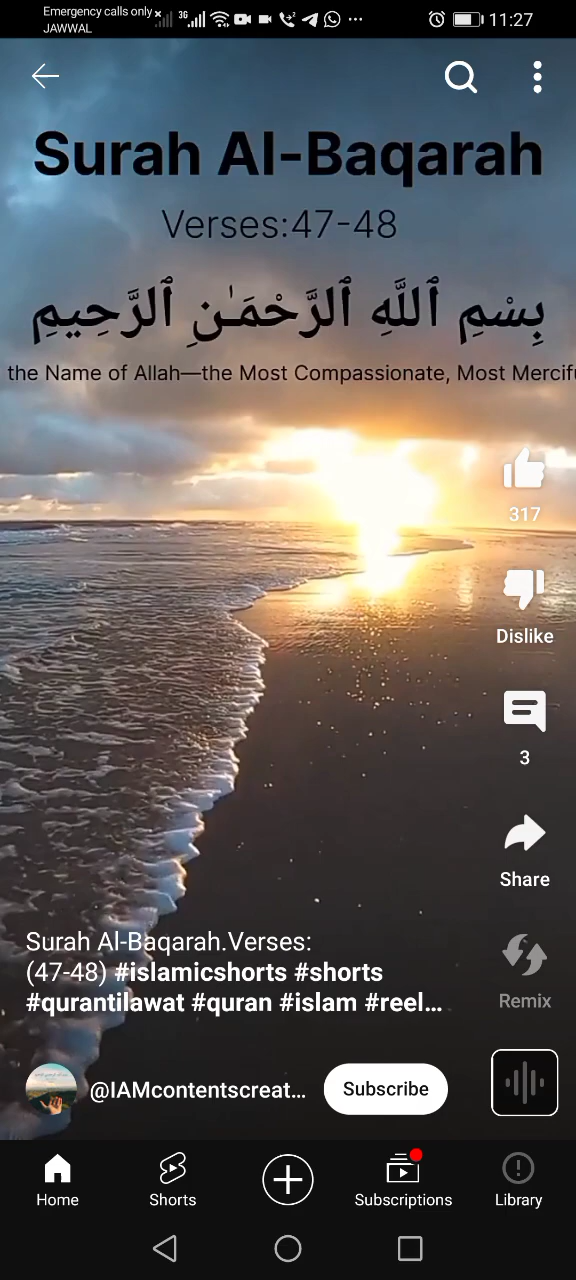 Emergency calls only
JAWWAL
3G
11:27
Surah Al-Baqarah
Verses:47-48
بِسْمِ ٱللَّهِ ٱلرَّحْمَـٰنِ ٱلرَّحِيمِ
the Name of Allah—the Most Compassionate, Most Mercifu
317
Dislike
3
Share
Surah Al-Baqarah.Verses:
(47-48) #islamicshorts #shorts
#qurantilawat #quran #islam #reel...
Remix
@IAMcontentscreat...
Subscribe
Home
Shorts
Subscriptions
Library